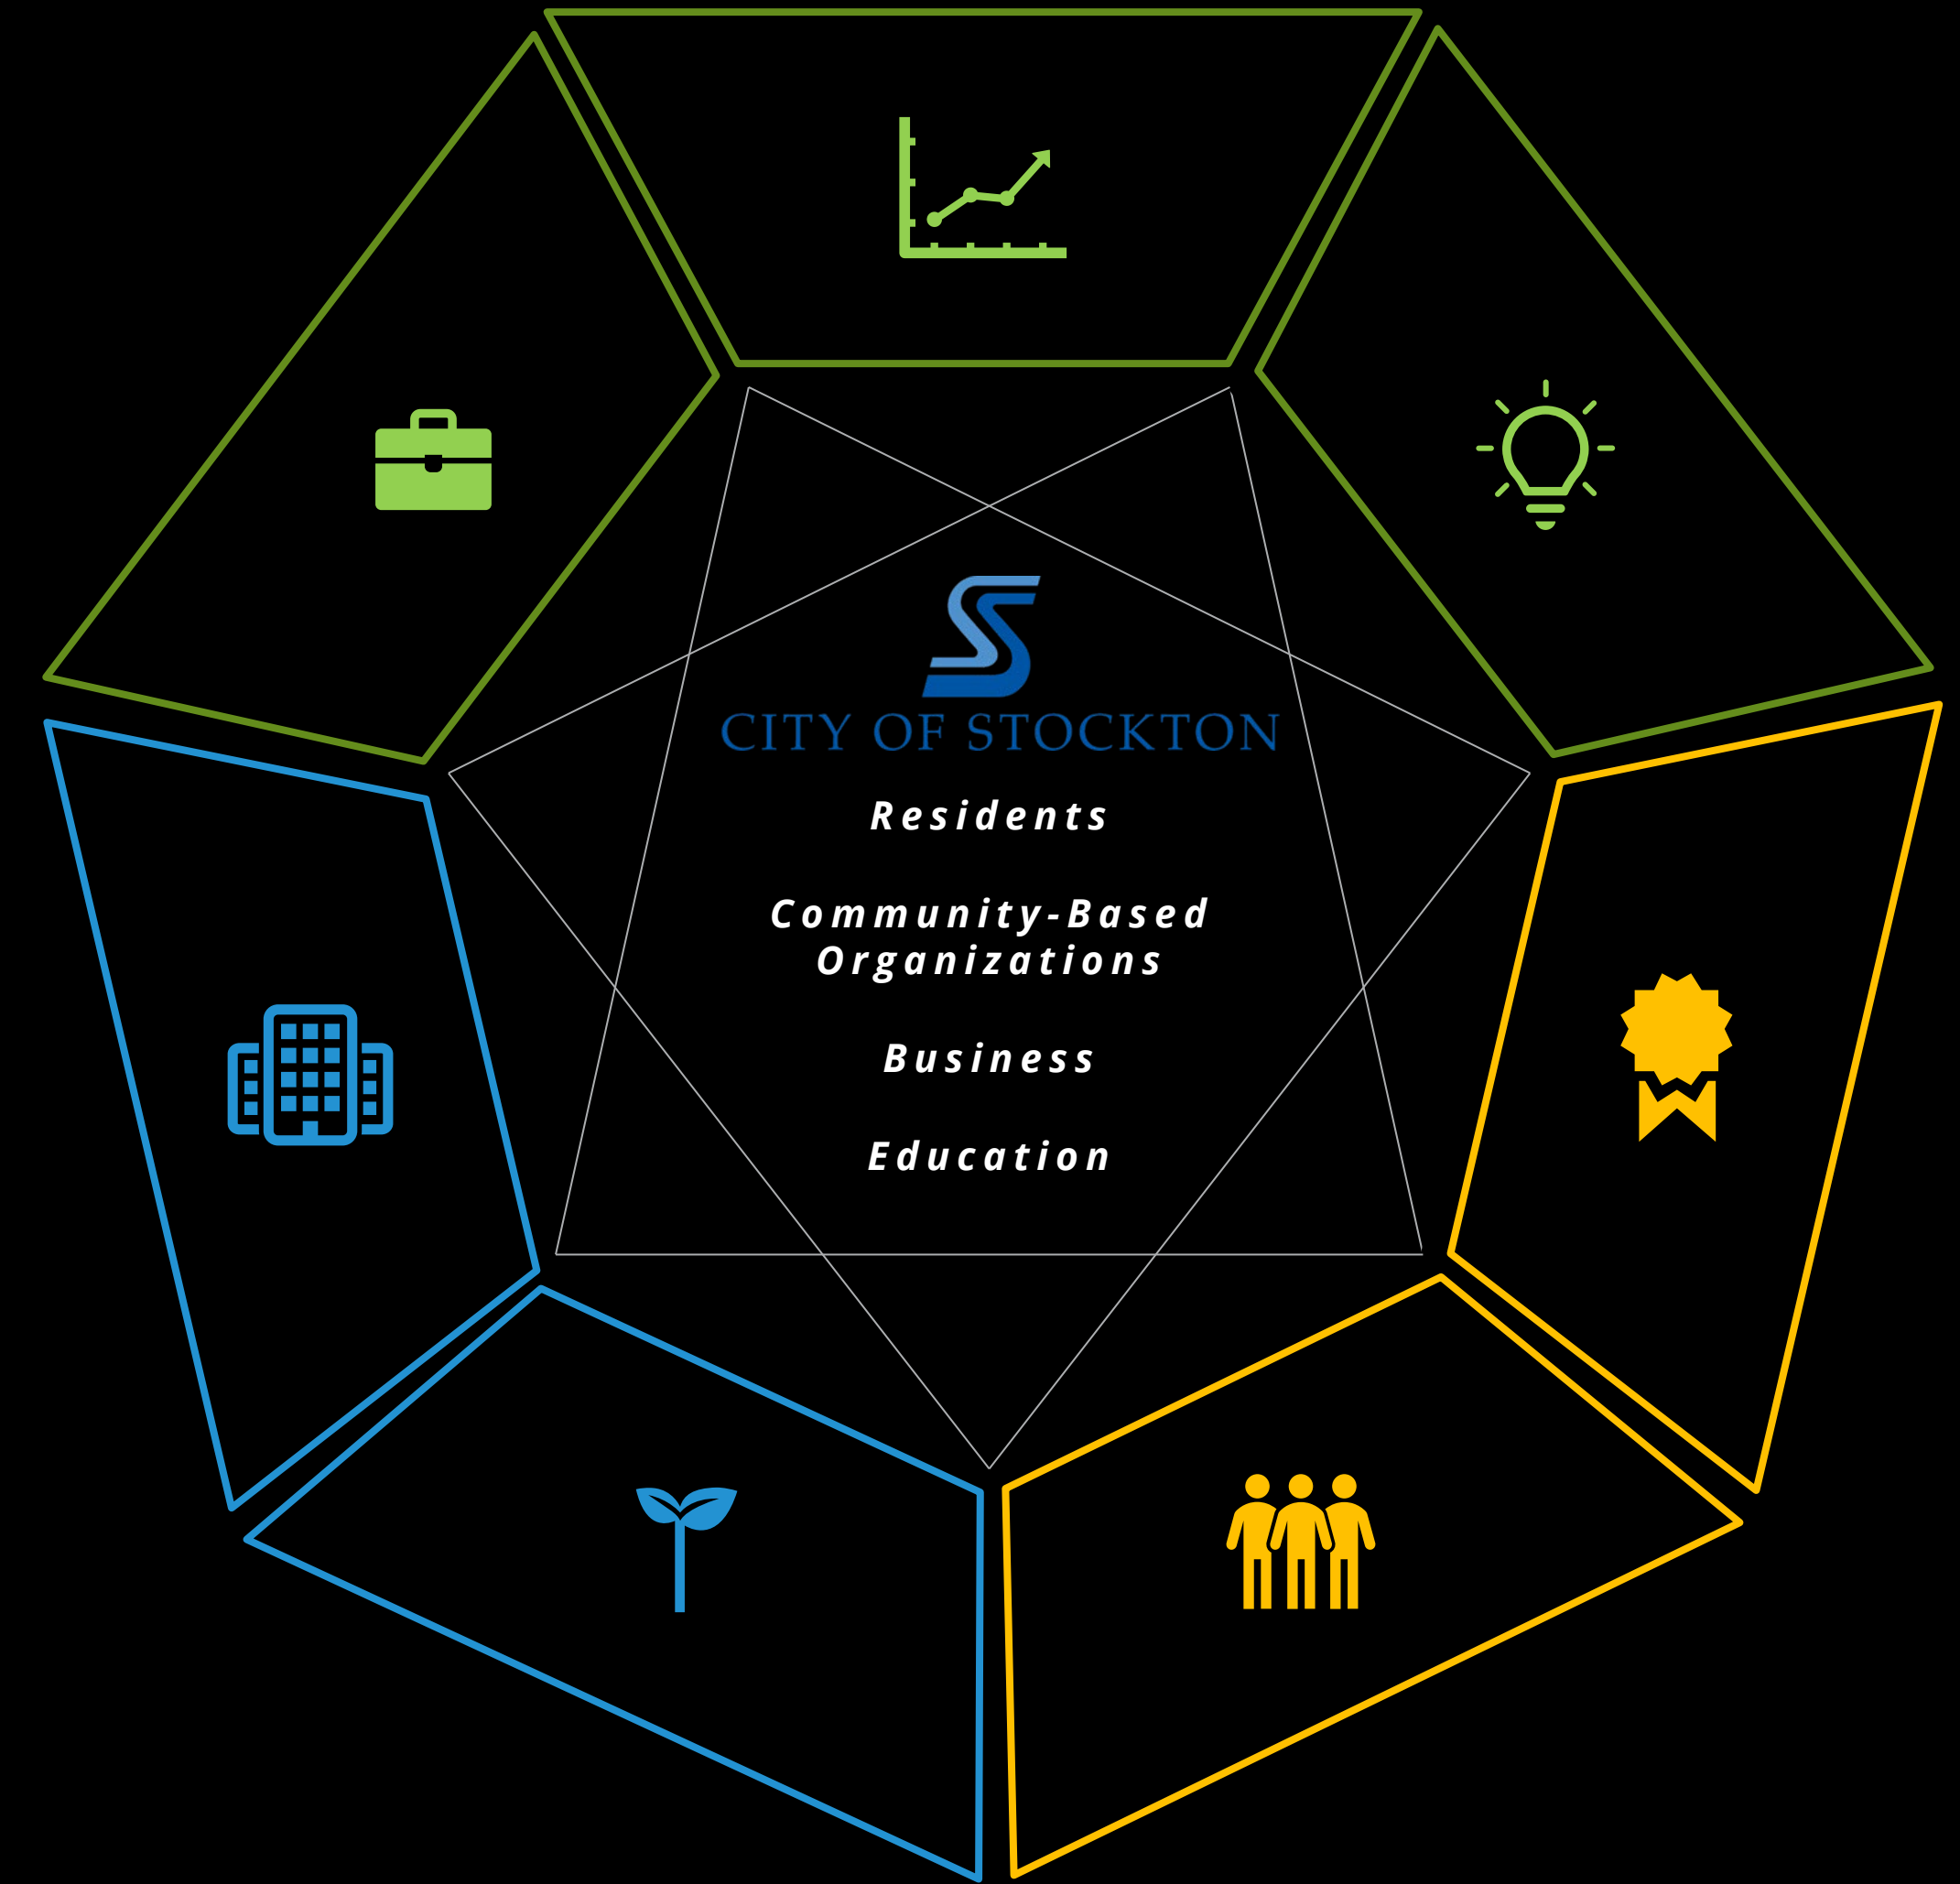 CITY OF STOCKTON
Residents
Community-Based
Organizations
Business
Education